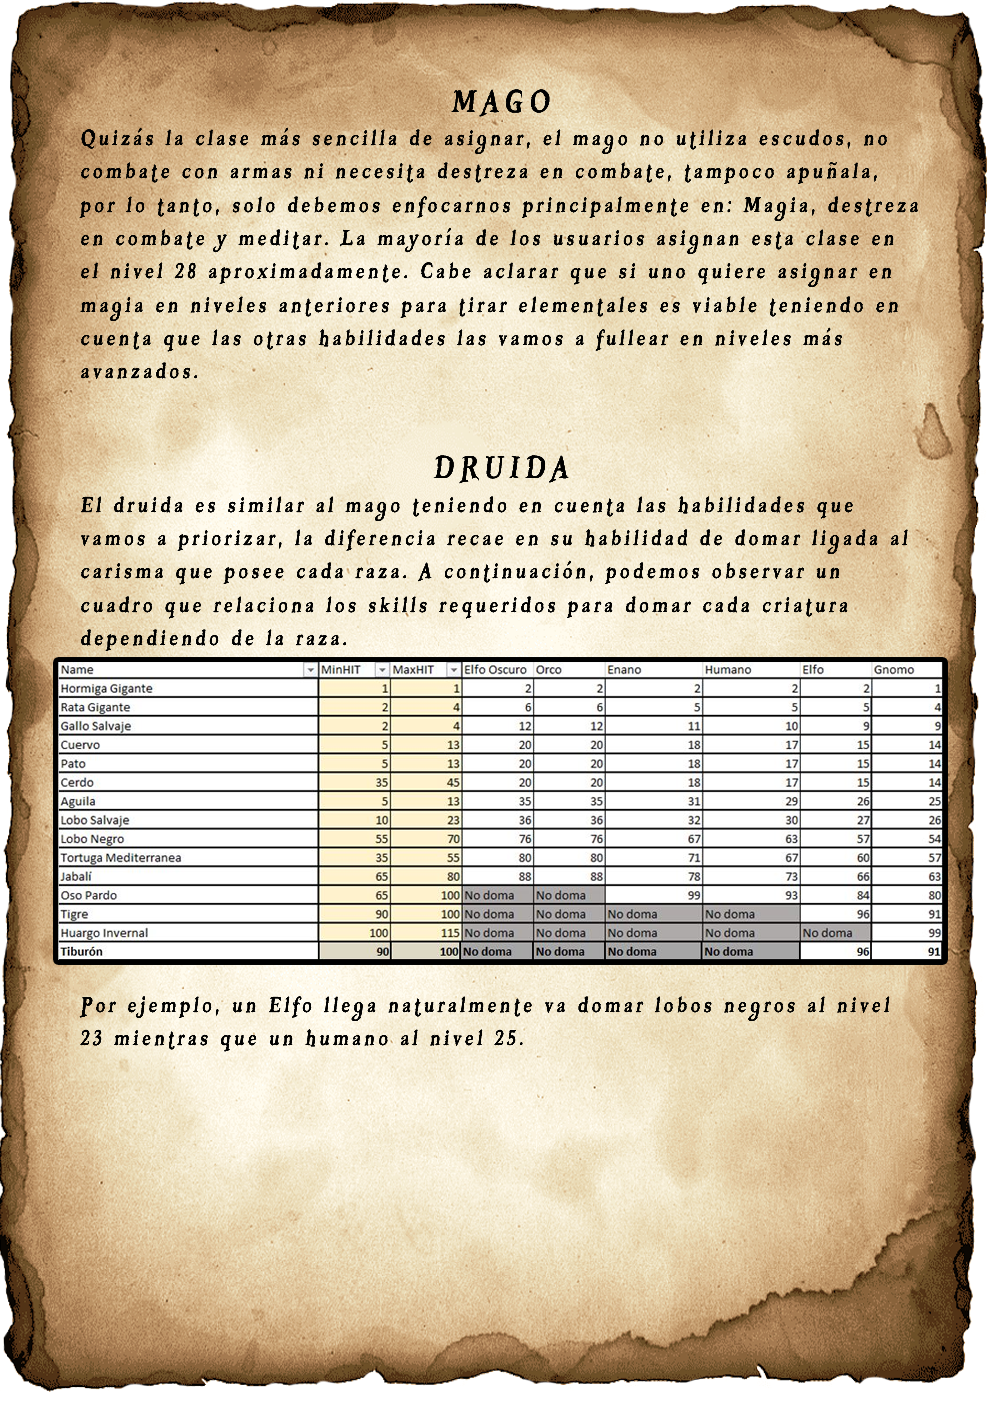 MAGO
Quizás la clase más sencilla de asignar, el mago no utiliza escudos, no
combate con armas ni necesita destreza en combate, tampoco apuñala,
por lo tanto, solo debemos enfocarnos principalmente en: Magia, destreza
en combate y meditar. La mayoría de los usuarios asignan esta clase en
el nivel 28 aproximadamente. Cabe aclarar que si uno quiere asignar en
magia en niveles anteriores para tirar elementales es viable teniendo en
cuenta que las otras habilidades las vamos a fullear en niveles más
avanzados.
DRUIDA
El druida es similar al mago teniendo en cuenta las habilidades que
vamos a priorizar, la diferencia recae en su habilidad de domar ligada al
carisma que posee cada raza. A continuación, podemos observar un
cuadro que relaciona los skills requeridos para domar cada criatura
dependiendo de la raza.
Name MinHIT MaxHIT Elfo Oscuro Orco Enano Humano Elfo Gnomo
Hormiga Gigante 1 1 2 2 2 2 2 1
Rata Gigante 2 4 6 6 5 5 5 4
Gallo Salvaje 2 4 12 12 11 10 9 9
Cuervo 5 13 20 20 18 17 15 14
Pato 5 13 20 20 18 17 15 14
Cerdo 35 45 20 20 18 17 15 14
Aguila 5 13 35 35 31 29 26 25
Lobo Salvaje 10 23 36 36 32 30 27 26
Lobo Negro 55 70 76 76 67 63 57 54
Tortuga Mediterranea 35 55 80 80 71 67 60 57
Jabalí 65 80 88 88 78 73 66 63
Oso Pardo 65 100 No doma No doma 99 93 84 80
Tigre 90 100 No doma No doma No doma No doma 96 91
Huargo Invernal 100 115 No doma No doma No doma No doma No doma 99
Tiburón 90 100 No doma No doma No doma No doma 96 91
Por ejemplo, un Elfo llega naturalmente va domar lobos negros al nivel
23 mientras que un humano al nivel 25.